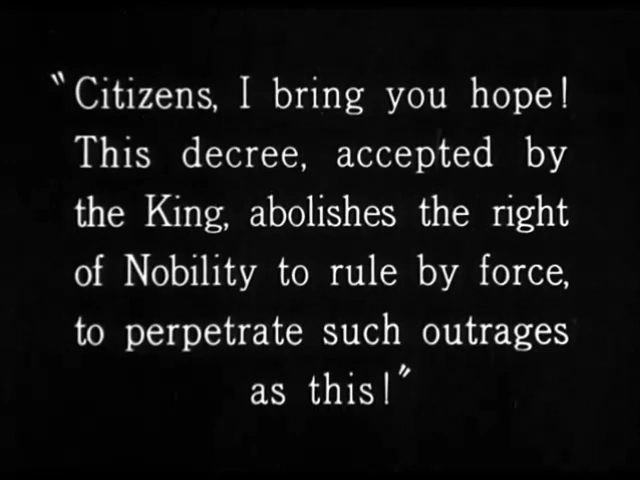 "Citizens, I bring you hope!
This decree, accepted by
the King, abolishes the right
of Nobility to rule by force,
to perpetrate such outrages
as this!"